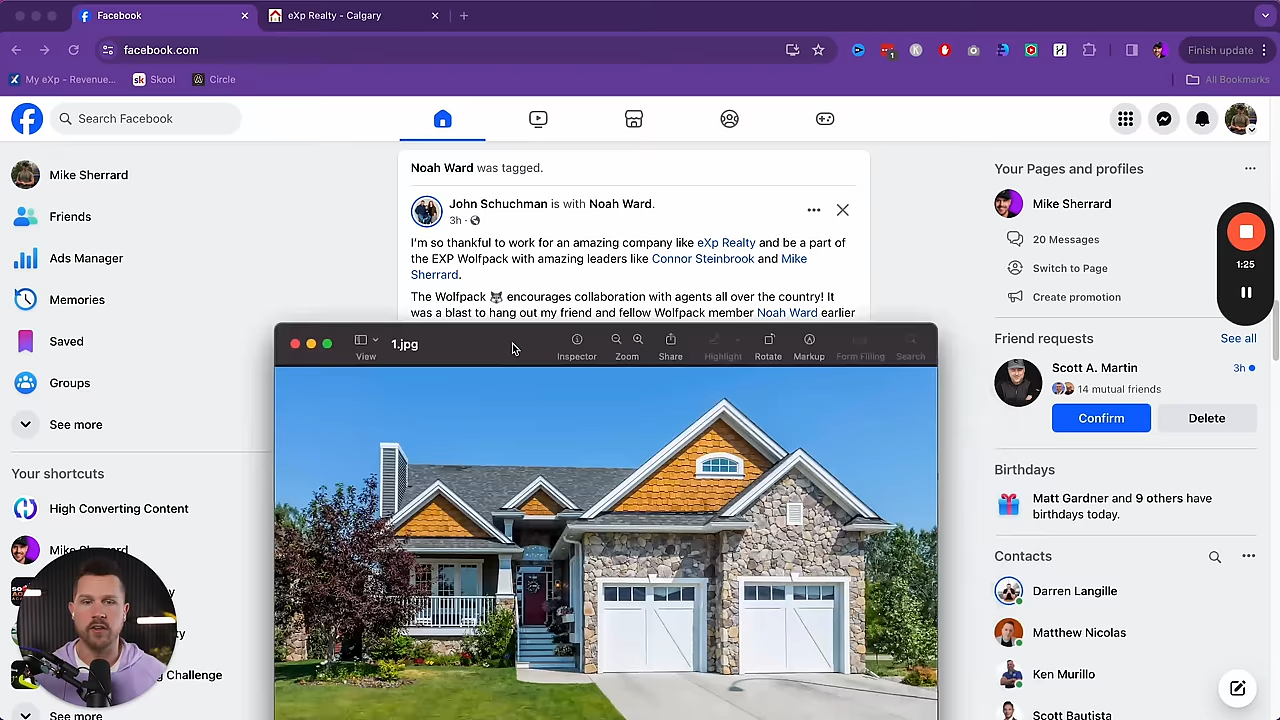 Facebook
eXp Realty - Calgary
facebook.com
1
Finish update
My eXp - Revenue...
Skool
Circle
All Bookmarks
Search Facebook
Mike Sherrard
Friends
Ads Manager
Memories
Saved
Groups
See more
Your shortcuts
High Converting Content
Mike Sherrard
Challenge
See more
Noah Ward was tagged.
John Schuchman is with Noah Ward.
3h ·
I'm so thankful to work for an amazing company like eXp Realty and be a part of
the EXP Wolfpack with amazing leaders like Connor Steinbrook and Mike
Sherrard.
The Wolfpack 🐺 encourages collaboration with agents all over the country! It
was a blast to hang out my friend and fellow Wolfpack member Noah Ward earlier
1.jpg
View
Inspector
Zoom
Share
Highlight
Rotate
Markup
Form Filling
Search
Your Pages and profiles
Mike Sherrard
20 Messages
Switch to Page
Create promotion
1:25
Friend requests
See all
Scott A. Martin
3h
14 mutual friends
Confirm
Delete
Birthdays
Matt Gardner and 9 others have
birthdays today.
Contacts
Darren Langille
Matthew Nicolas
Ken Murillo
Scott Bautista